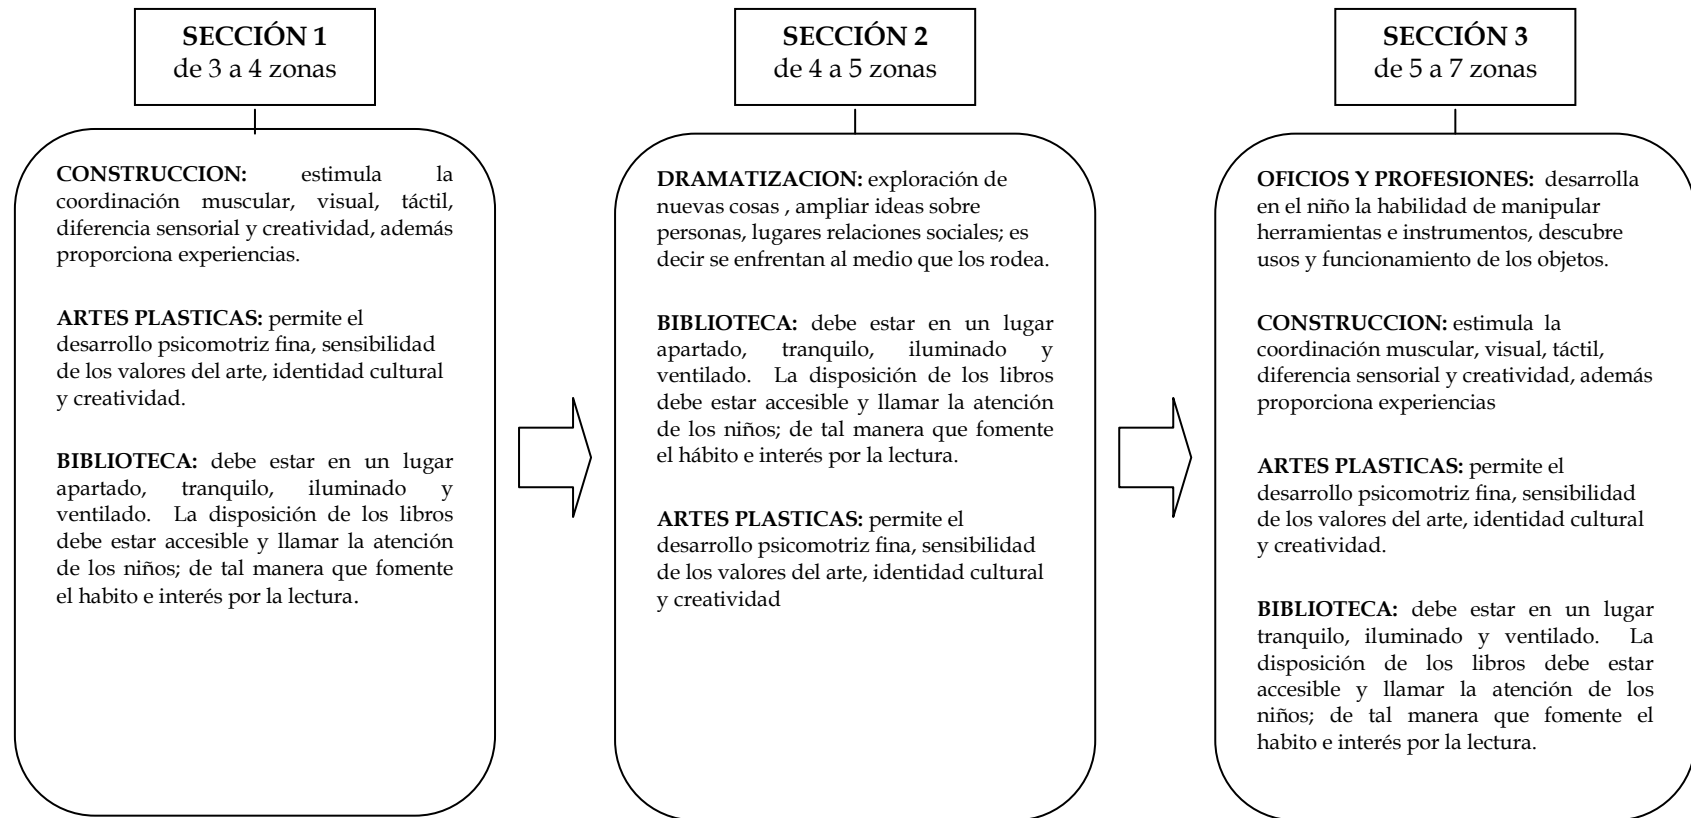 SECCIÓN 1
de 3 a 4 zonas
CONSTRUCCION: estimula la
coordinación muscular, visual, táctil,
diferencia sensorial y creatividad, además
proporciona experiencias.
ARTES PLASTICAS: permite el
desarrollo psicomotriz fina, sensibilidad
de los valores del arte, identidad cultural
y creatividad.
BIBLIOTECA: debe estar en un lugar
apartado, tranquilo, iluminado y
ventilado. La disposición de los libros
debe estar accesible y llamar la atención
de los niños; de tal manera que fomente
el habito e interés por la lectura.
SECCIÓN 2
de 4 a 5 zonas
DRAMATIZACION: exploración de
nuevas cosas , ampliar ideas sobre
personas, lugares relaciones sociales; es
decir se enfrentan al medio que los rodea.
BIBLIOTECA: debe estar en un lugar
apartado, tranquilo, iluminado y
ventilado. La disposición de los libros
debe estar accesible y llamar la atención
de los niños; de tal manera que fomente
el hábito e interés por la lectura.
ARTES PLASTICAS: permite el
desarrollo psicomotriz fina, sensibilidad
de los valores del arte, identidad cultural
y creatividad
SECCIÓN 3
de 5 a 7 zonas
OFICIOS Y PROFESIONES: desarrolla
en el niño la habilidad de manipular
herramientas e instrumentos, descubre
usos y funcionamiento de los objetos.
CONSTRUCCION: estimula la
coordinación muscular, visual, táctil,
diferencia sensorial y creatividad, además
proporciona experiencias
ARTES PLASTICAS: permite el
desarrollo psicomotriz fina, sensibilidad
de los valores del arte, identidad cultural
y creatividad.
BIBLIOTECA: debe estar en un lugar
tranquilo, iluminado y ventilado. La
disposición de los libros debe estar
accesible y llamar la atención de los
niños; de tal manera que fomente el
habito e interés por la lectura.